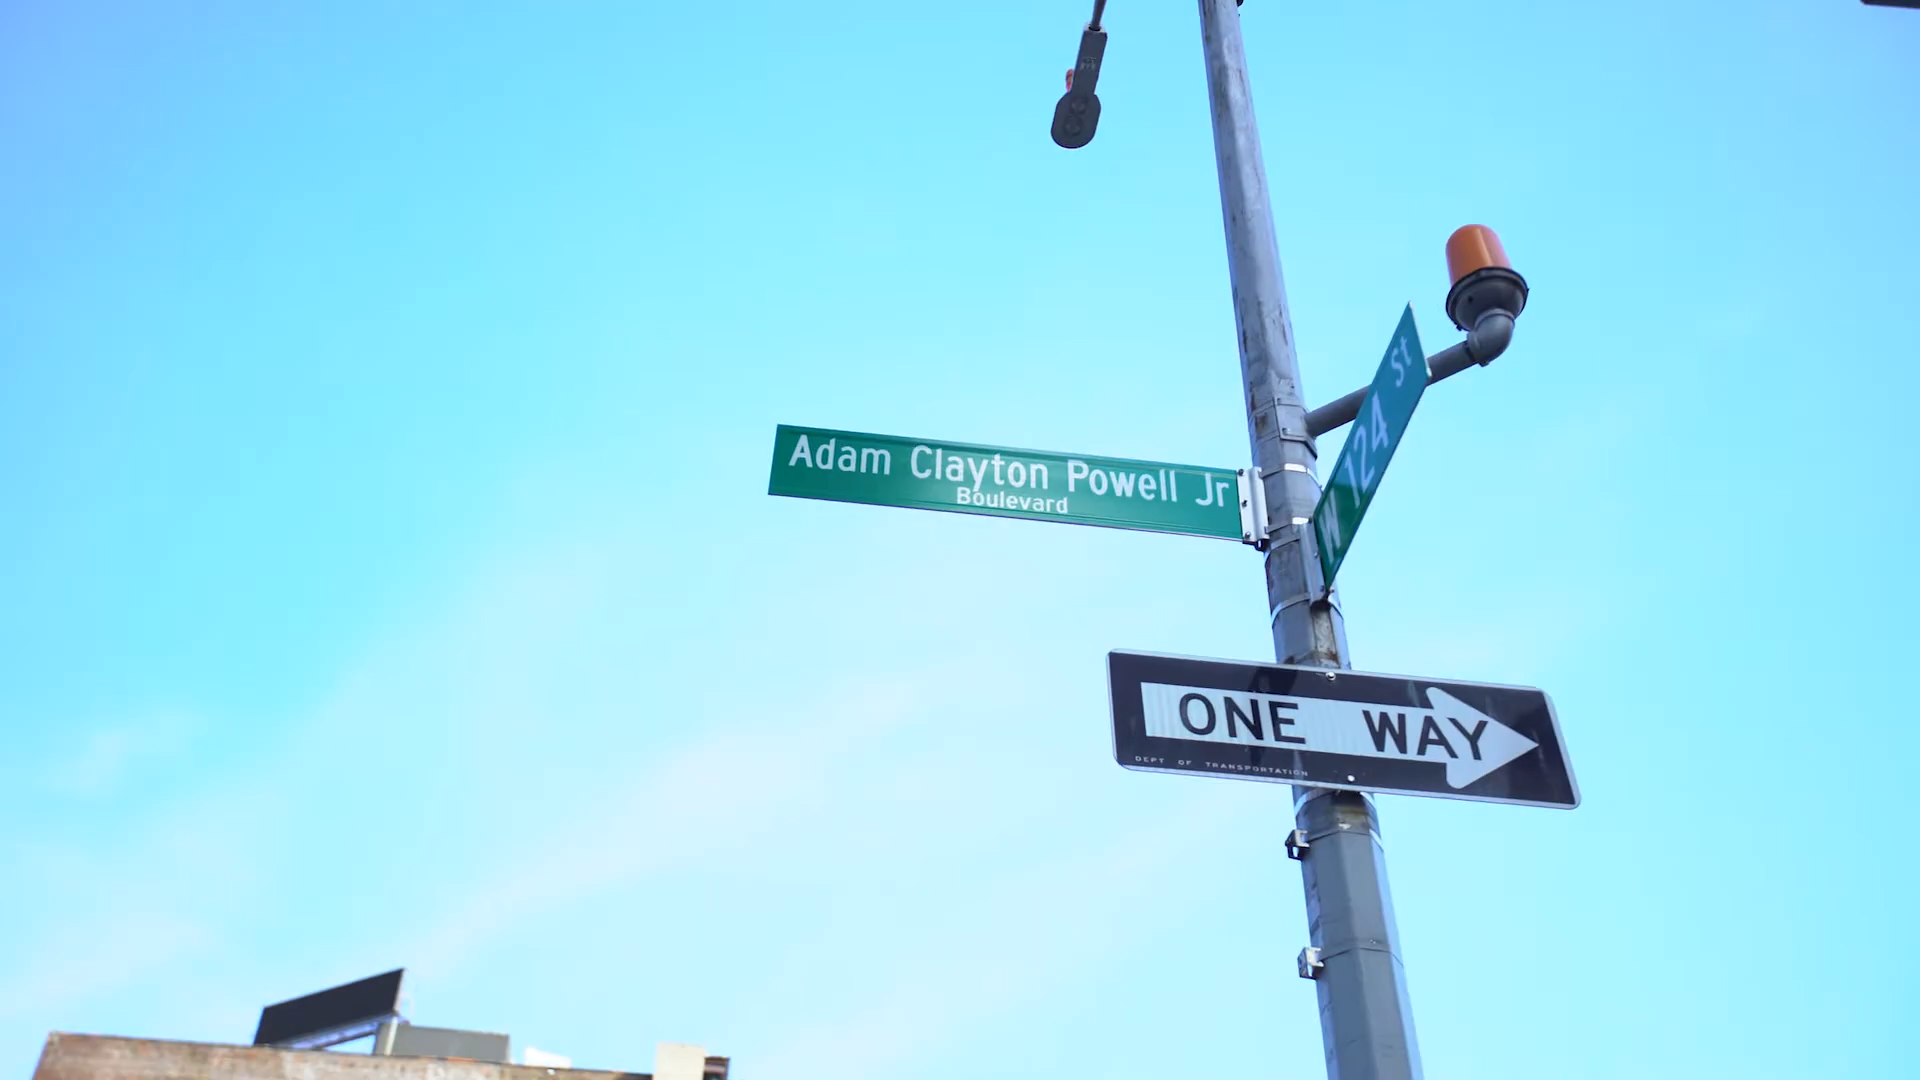 Adam Clayton Powell Jr
Boulevard
W 124 St
ONE WAY
DEPT OF TRANSPORTATION